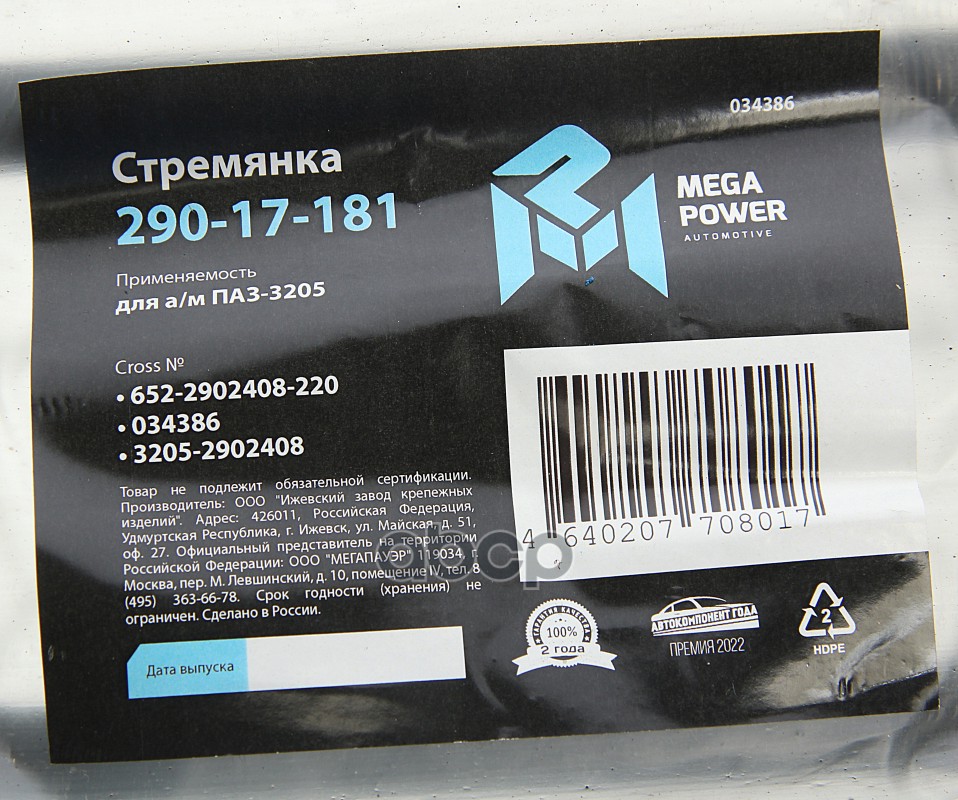 034386
Стремянка
290-17-181
MEGA
POWER
AUTOMOTIVE
Применяемость
для а/м ПАЗ-3205
Cross №
• 652-2902408-220
• 034386
• 3205-2902408
Товар не подлежит обязательной сертификации.
Производитель: ООО "Ижевский завод крепежных
изделий". Адрес: 426011, Российская Федерация,
Удмуртская Республика, г. Ижевск, ул. Майская, д. 51,
оф. 27. Официальный представитель на территории
Российской Федерации: ООО "МЕГАПАУЭР" 119034, г.
Москва, пер. М. Левшинский, д. 10, помещение IV, тел. 8
(495) 363-66-78. Срок годности (хранения) не
ограничен. Сделано в России.
4 640207 708017
abcp
Дата выпуска
ГАРАНТИЯ КАЧЕСТВА
100%
2 года
АВТОКОМПОНЕНТ ГОДА
ПРЕМИЯ 2022
2
HDPE